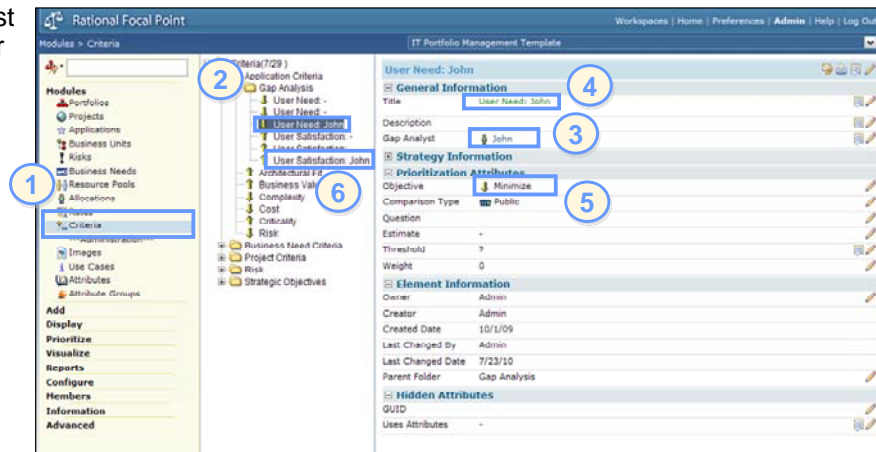 st
r
Rational Focal Point
Workspaces | Home | Preferences | Admin | Help | Log Out
Modules > Criteria
IT Portfolio Management Template
Modules
Portfolios
Projects
Applications
Business Units
Risks
Business Needs
Resource Pools
Allocations
Criteria
Images
Use Cases
Attributes
Attribute Groups
Add
Display
Prioritize
Visualize
Reports
Configure
Members
Information
Advanced
1
2
Criteria(7/29 )
Application Criteria
Gap Analysis
User Need: -
User Need: -
User Need: John
User Satisfaction: -
User Satisfaction: John
Architectural Fit
Business Val
Complexity
Cost
Criticality
Risk
Business Need Criteria
Project Criteria
Risk
Strategic Objectives
6
User Need: John
General Information
Title User Need: John
4
Description
Gap Analyst John
3
Strategy Information
Prioritization Attributes
Objective Minimize
Comparison Type Public
5
Question
Estimate -
Threshold ?
Weight 0
Element Information
Owner Admin
Creator Admin
Created Date 10/1/09
Last Changed By Admin
Last Changed Date 7/23/10
Parent Folder Gap Analysis
Hidden Attributes
GUID
Uses Attributes -